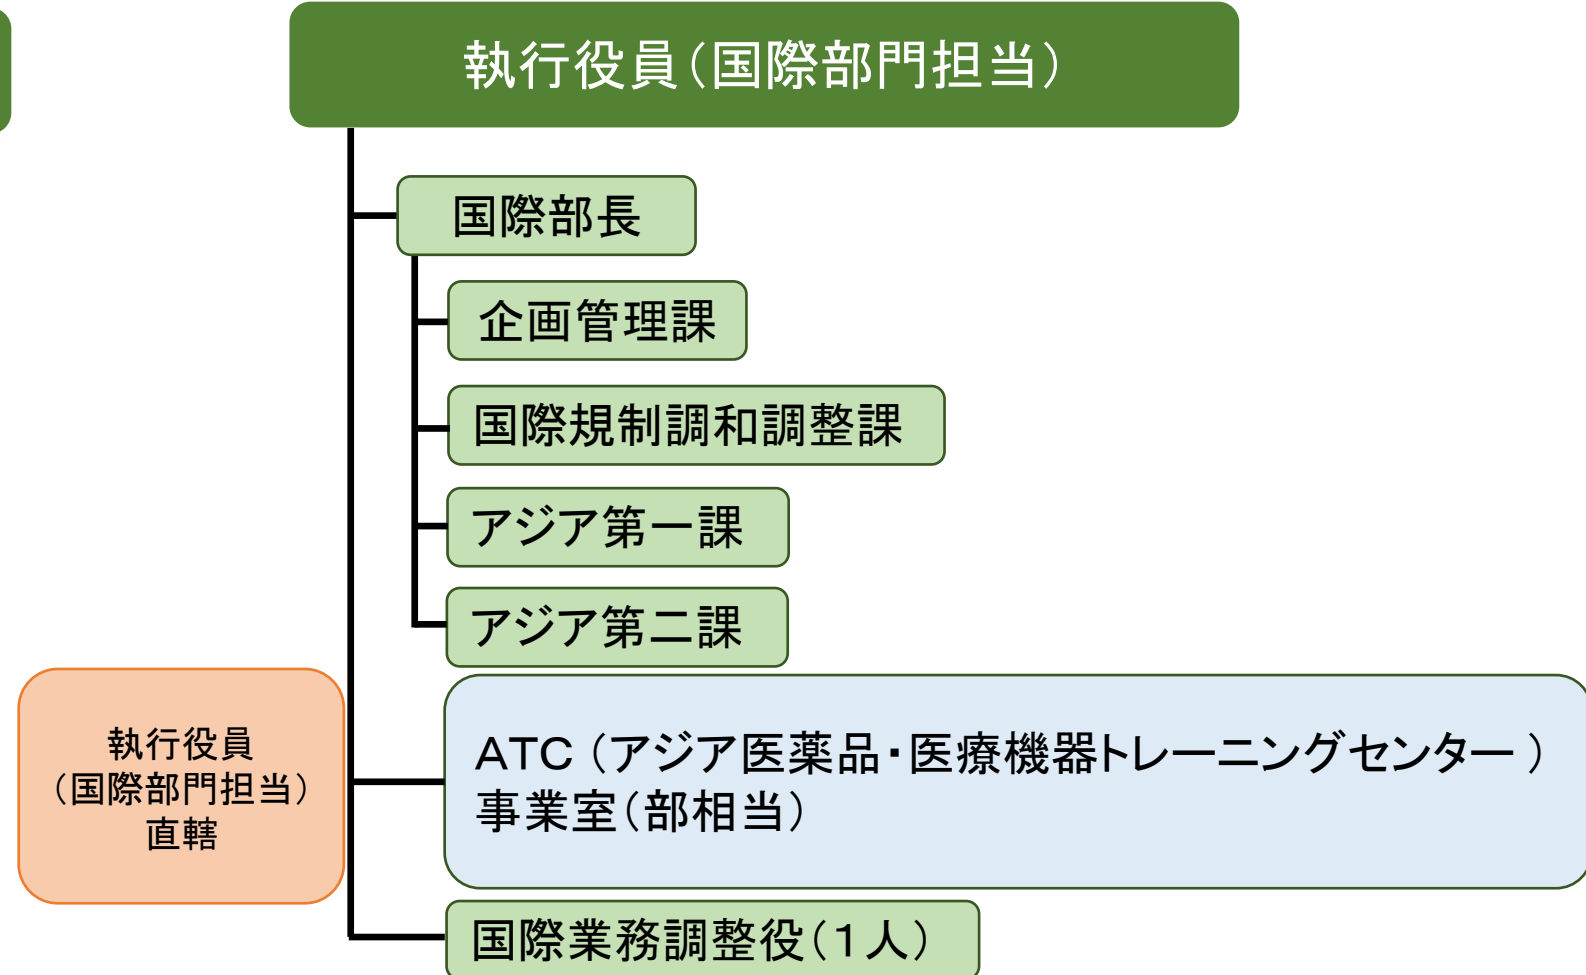 執行役員（国際部門担当）
国際部長
企画管理課
国際規制調和調整課
アジア第一課
アジア第二課
執行役員
（国際部門担当）
直轄
ATC（アジア医薬品・医療機器トレーニングセンター）
事業室（部相当）
国際業務調整役（１人）